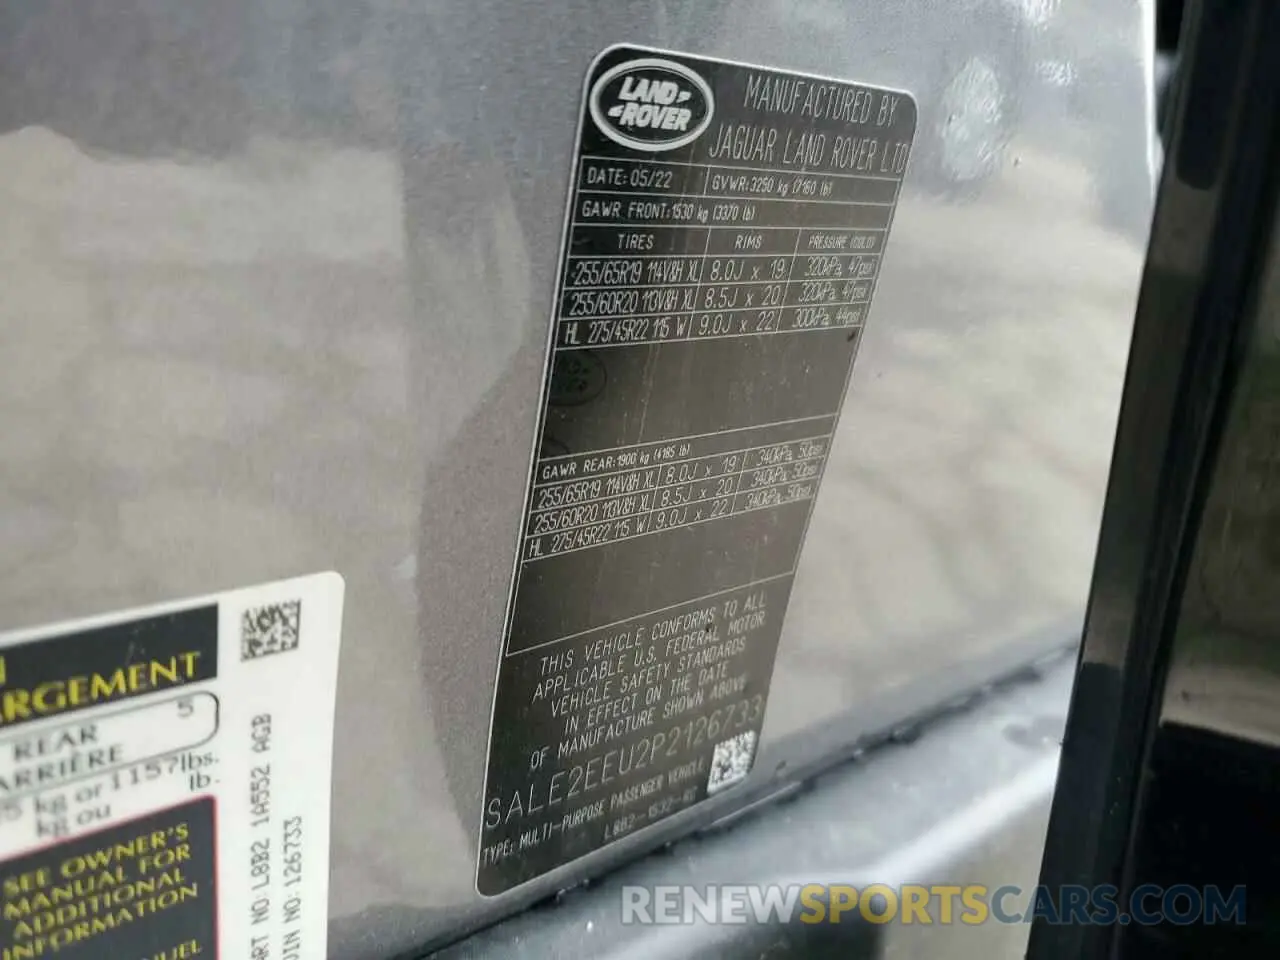 LAND
ROVER
MANUFACTURED BY
JAGUAR LAND ROVER LTD
DATE: 05/22
GVWR: 3250 kg (7160 lb)
GAWR FRONT: 1530 kg (3370 lb)
TIRES RIMS PRESSURE (COLD)
255/65R19 114V&H XL 8.0J x 19 320kPa, 47psi
255/60R20 113V&H XL 8.5J x 20 320kPa, 47psi
HL 275/45R22 115 W 9.0J x 22 300kPa, 44psi
GAWR REAR: 1900 kg (4185 lb)
255/65R19 114V&H XL 8.0J x 19 340kPa, 50psi
255/60R20 113V&H XL 8.5J x 20 340kPa, 50psi
HL 275/45R22 115 W 9.0J x 22 340kPa, 50psi
THIS VEHICLE CONFORMS TO ALL
APPLICABLE U.S. FEDERAL MOTOR
VEHICLE SAFETY STANDARDS
IN EFFECT ON THE DATE
OF MANUFACTURE SHOWN ABOVE
SALE2EEU2P2126733
TYPE: MULTI-PURPOSE PASSENGER VEHICLE
L8B2-1532-
RGEMENT
REAR 5
ARRIÈRE
5 kg or 1157lbs.
kg ou lb.
SEE OWNER'S
MANUAL FOR
ADDITIONAL
INFORMATION
NUEL
ART NO: L8B2 1A552 AGB
VIN NO: 126733
RENEWSPORTSCARS.COM